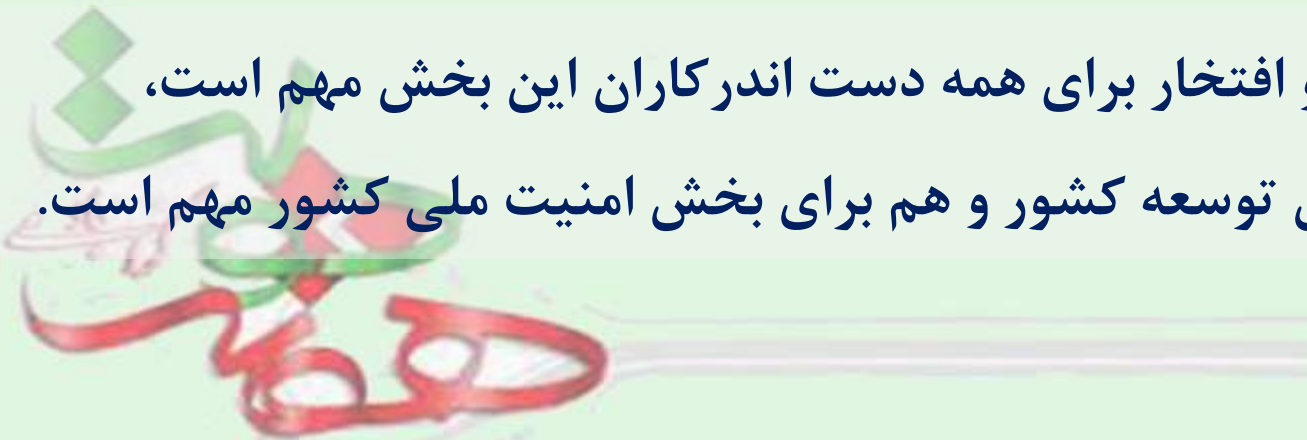 افتخار برای همه دست اندرکاران این بخش مهم است،
توسعه کشور و هم برای بخش امنیت ملی کشور مهم است.